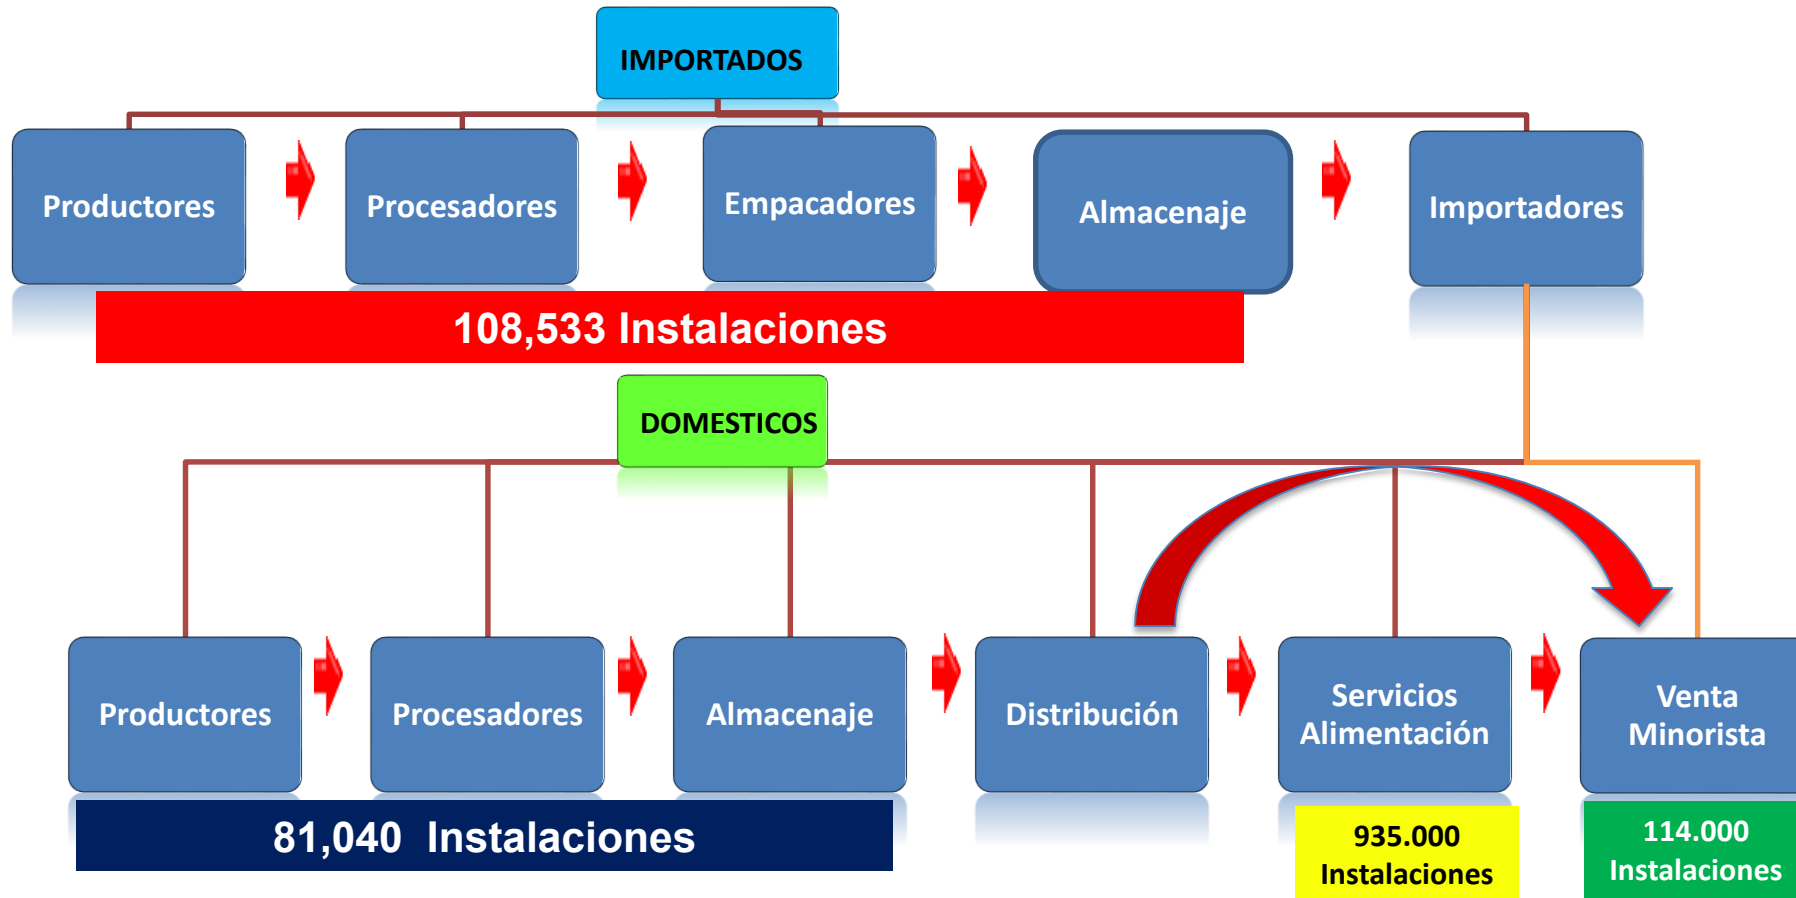 IMPORTADOS
Productores
Procesadores
Empacadores
Almacenaje
Importadores
108,533 Instalaciones
DOMESTICOS
Productores
Procesadores
Almacenaje
Distribución
Servicios
Alimentación
Venta
Minorista
81,040 Instalaciones
935.000
Instalaciones
114.000
Instalaciones